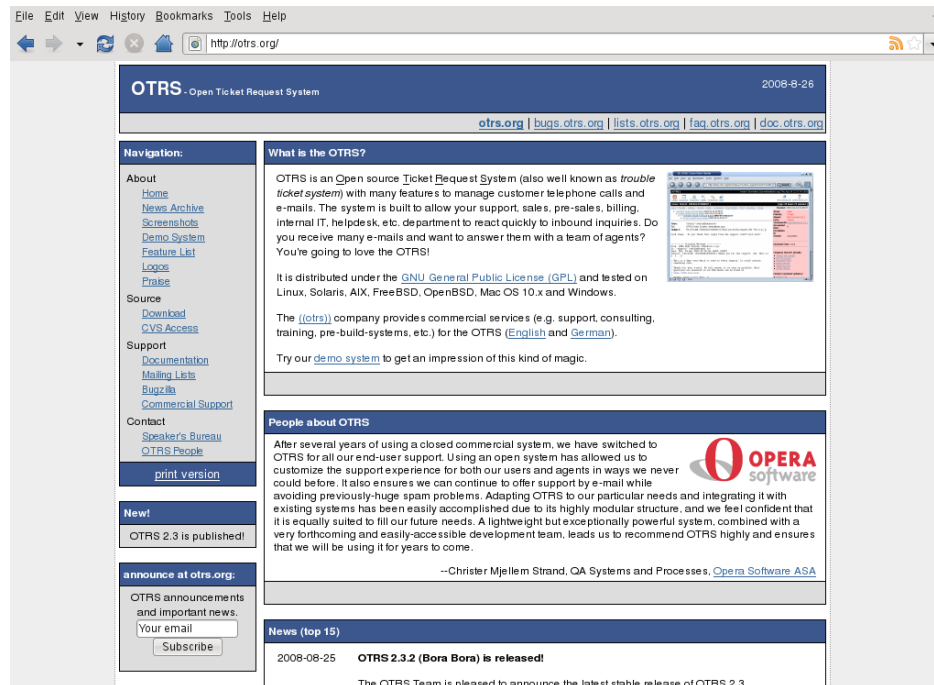 File Edit View History Bookmarks Tools Help
http://otrs.org/
OTRS - Open Ticket Request System
2008-8-26
otrs.org | bugs.otrs.org | lists.otrs.org | faq.otrs.org | doc.otrs.org
Navigation:
About
Home
News Archive
Screenshots
Demo System
Feature List
Logos
Praise
Source
Download
CVS Access
Support
Documentation
Mailing Lists
Bugzilla
Commercial Support
Contact
Speaker's Bureau
OTRS People
print version
New!
OTRS 2.3 is published!
announce at otrs.org:
OTRS announcements
and important news.
Your email
Subscribe
What is the OTRS?
OTRS is an Open source Ticket Request System (also well known as trouble
ticket system) with many features to manage customer telephone calls and
e-mails. The system is built to allow your support, sales, pre-sales, billing,
internal IT, helpdesk, etc. department to react quickly to inbound inquiries. Do
you receive many e-mails and want to answer them with a team of agents?
You're going to love the OTRS!
It is distributed under the GNU General Public License (GPL) and tested on
Linux, Solaris, AIX, FreeBSD, OpenBSD, Mac OS 10.x and Windows.
The ((otrs)) company provides commercial services (e.g. support, consulting,
training, pre-build-systems, etc.) for the OTRS (English and German).
Try our demo system to get an impression of this kind of magic.
People about OTRS
After several years of using a closed commercial system, we have switched to
OTRS for all our end-user support. Using an open system has allowed us to
customize the support experience for both our users and agents in ways we never
could before. It also ensures we can continue to offer support by e-mail while
avoiding previously-huge spam problems. Adapting OTRS to our particular needs and integrating it with
existing systems has been easily accomplished due to its highly modular structure, and we feel confident that
it is equally suited to fill our future needs. A lightweight but exceptionally powerful system, combined with a
very forthcoming and easily-accessible development team, leads us to recommend OTRS highly and ensures
that we will be using it for years to come.
OPERA
software
--Christer Mjellem Strand, QA Systems and Processes, Opera Software ASA
News (top 15)
2008-08-25 OTRS 2.3.2 (Bora Bora) is released!
The OTRS Team is pleased to announce the latest stable release of OTRS 2.3